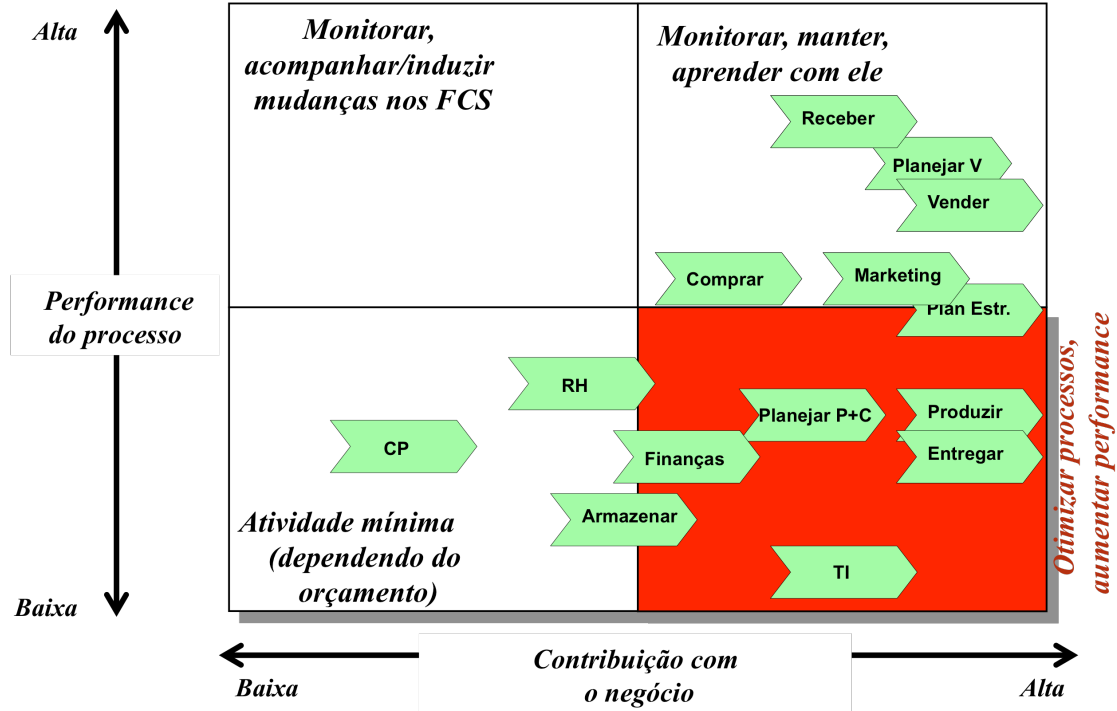 Alta
Monitorar,
acompanhar/induzir
mudanças nos FCS
Monitorar, manter,
aprender com ele
Receber
Planejar V
Vender
Comprar
Marketing
Plan Estr.
Performance
do processo
RH
Planejar P+C
Produzir
CP
Finanças
Entregar
Armazenar
TI
Atividade mínima
(dependendo do
orçamento)
Otimizar processos,
aumentar performance
Baixa
Contribuição com
o negócio
Baixa
Alta